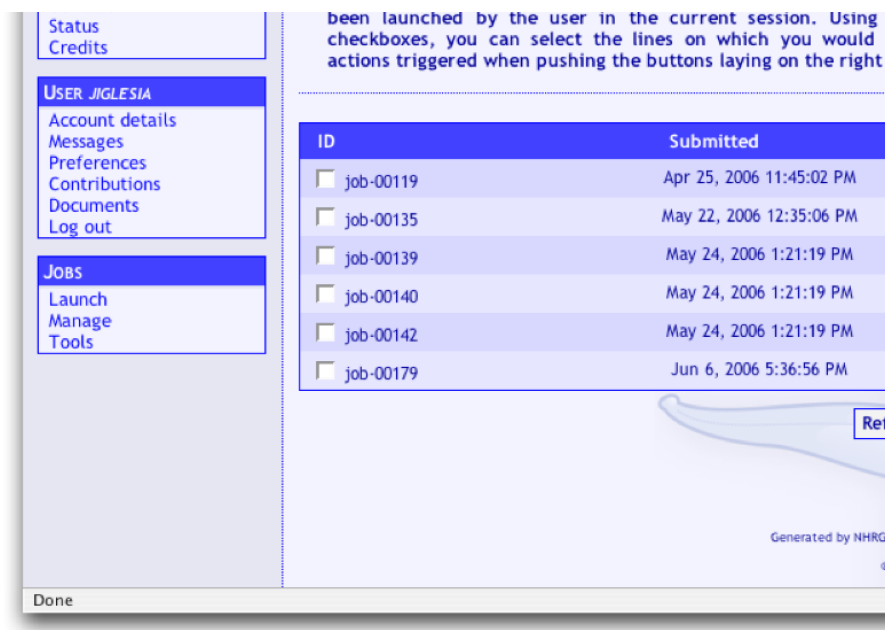 Status
Credits
USER JIGLESIA
Account details
Messages
Preferences
Contributions
Documents
Log out
JOBS
Launch
Manage
Tools
been launched by the user in the current session. Using
checkboxes, you can select the lines on which you would
actions triggered when pushing the buttons laying on the right
ID Submitted
job-00119 Apr 25, 2006 11:45:02 PM
job-00135 May 22, 2006 12:35:06 PM
job-00139 May 24, 2006 1:21:19 PM
job-00140 May 24, 2006 1:21:19 PM
job-00142 May 24, 2006 1:21:19 PM
job-00179 Jun 6, 2006 5:36:56 PM
Generated by
Done